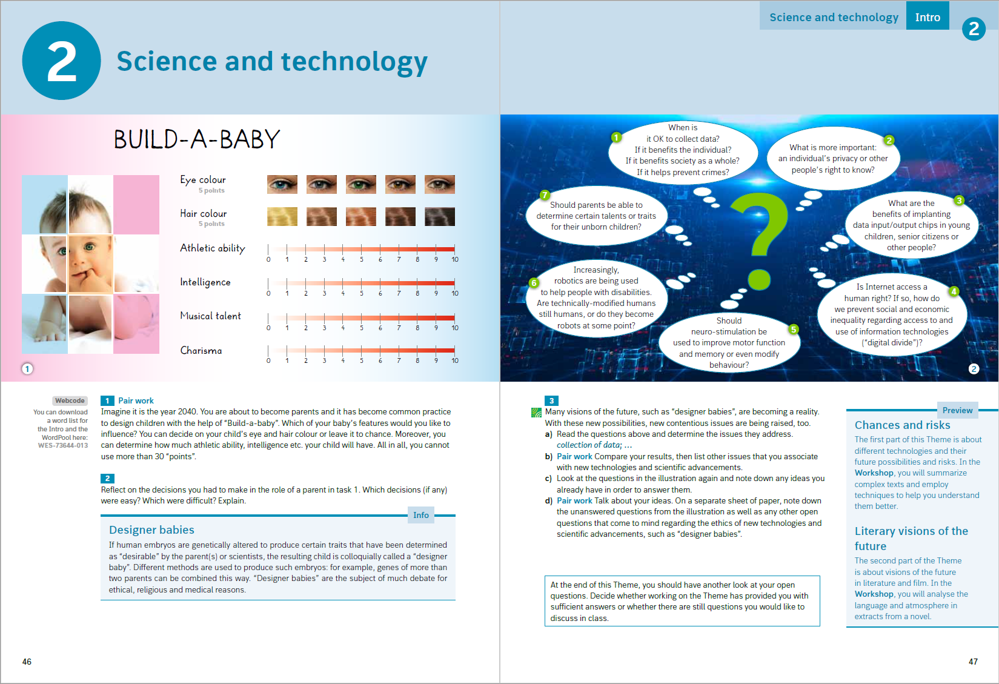 2
Science and technology
BUILD-A-BABY
Eye colour
5 points
Hair colour
5 points
Athletic ability
0 1 2 3 4 5 6 7 8 9 10
Intelligence
0 1 2 3 4 5 6 7 8 9 10
Musical talent
0 1 2 3 4 5 6 7 8 9 10
Charisma
0 1 2 3 4 5 6 7 8 9 10
1
Webcode
You can download
a word list for
the Intro and the
WordPool here:
WES-73644-013
1 Pair work
Imagine it is the year 2040. You are about to become parents and it has become common practice
to design children with the help of “Build-a-baby”. Which of your baby’s features would you like to
influence? You can decide on your child’s eye and hair colour or leave it to chance. Moreover, you
can determine how much athletic ability, intelligence etc. your child will have. All in all, you cannot
use more than 30 “points”.
2
Reflect on the decisions you had to make in the role of a parent in task 1. Which decisions (if any)
were easy? Which were difficult? Explain.
Info
Designer babies
If human embryos are genetically altered to produce certain traits that have been determined
as “desirable” by the parent(s) or scientists, the resulting child is colloquially called a “designer
baby”. Different methods are used to produce such embryos: for example, genes of more than
two parents can be combined this way. “Designer babies” are the subject of much debate for
ethical, religious and medical reasons.
46
Science and technology Intro 2
1
When is
it OK to collect data?
If it benefits the individual?
If it benefits society as a whole?
If it helps prevent crimes?
2
What is more important:
an individual’s privacy or other
people’s right to know?
3
What are the
benefits of implanting
data input/output chips in young
children, senior citizens or
other people?
4
Is Internet access a
human right? If so, how do
we prevent social and economic
inequality regarding access to and
use of information technologies
(“digital divide”)?
5
Should
neuro-stimulation be
used to improve motor function
and memory or even modify
behaviour?
6
Increasingly,
robotics are being used
to help people with disabilities.
Are technically-modified humans
still humans, or do they become
robots at some point?
7
Should parents be able to
determine certain talents or traits
for their unborn children?
?
2
3
Many visions of the future, such as “designer babies”, are becoming a reality.
With these new possibilities, new contentious issues are being raised, too.
a) Read the questions above and determine the issues they address.
collection of data; …
b) Pair work Compare your results, then list other issues that you associate
with new technologies and scientific advancements.
c) Look at the questions in the illustration again and note down any ideas you
already have in order to answer them.
d) Pair work Talk about your ideas. On a separate sheet of paper, note down
the unanswered questions from the illustration as well as any other open
questions that come to mind regarding the ethics of new technologies and
scientific advancements, such as “designer babies”.
At the end of this Theme, you should have another look at your open
questions. Decide whether working on the Theme has provided you with
sufficient answers or whether there are still questions you would like to
discuss in class.
Preview
Chances and risks
The first part of this Theme is about
different technologies and their
future possibilities and risks. In the
Workshop, you will summarize
complex texts and employ
techniques to help you understand
them better.
Literary visions of the
future
The second part of the Theme
is about visions of the future
in literature and film. In the
Workshop, you will analyse the
language and atmosphere in
extracts from a novel.
47